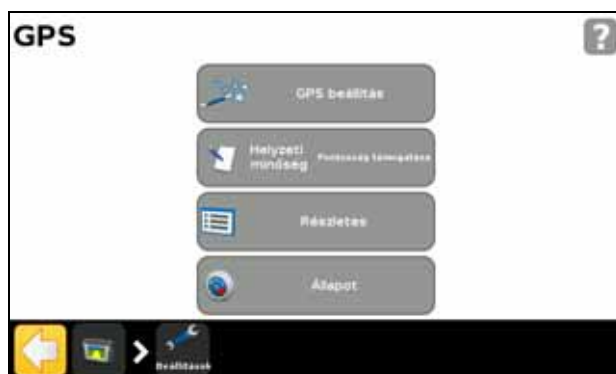 GPS
?
GPS beállítás
Helyzeti
minőség
Pontosság támogatása
Részletes
Állapot
Beállítások